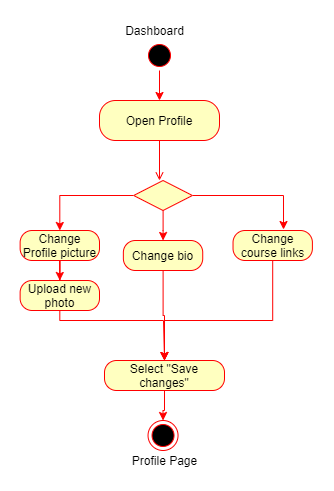 Dashboard
Open Profile
Change
Profile picture
Change bio
Change
course links
Upload new
photo
Select "Save
changes"
Profile Page